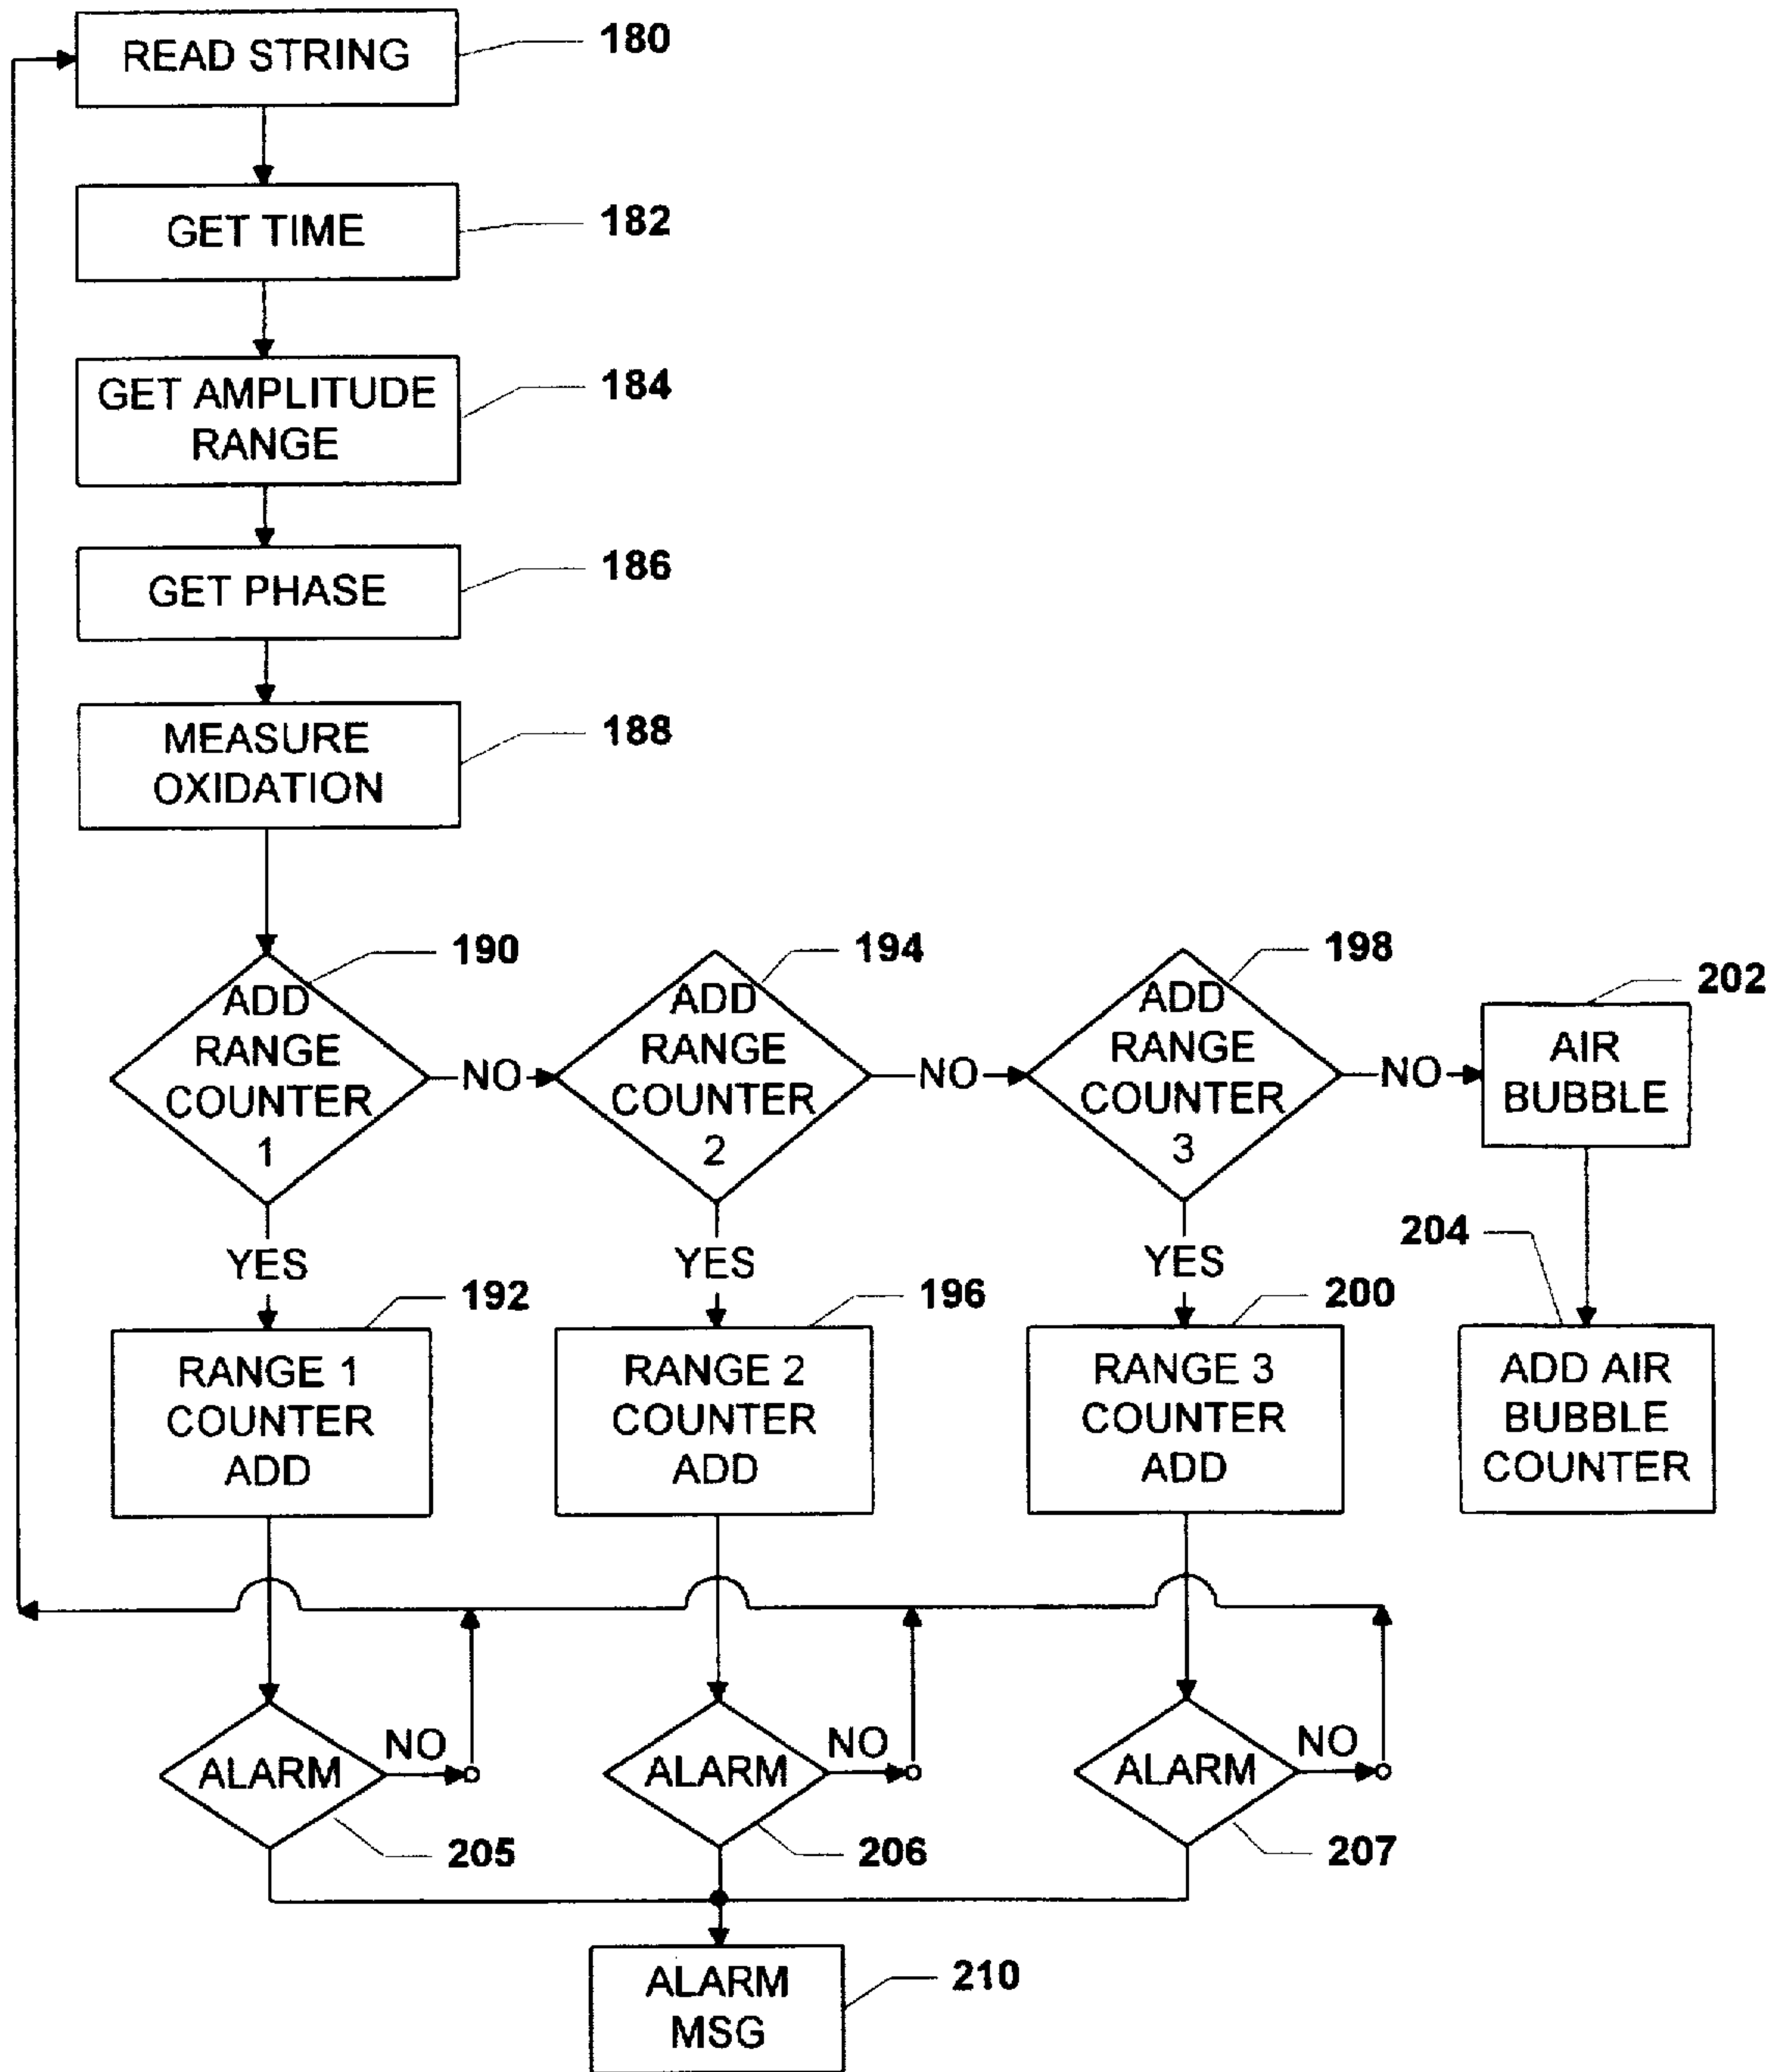 READ STRING
180
GET TIME
182
GET AMPLITUDE
RANGE
184
GET PHASE
186
MEASURE
OXIDATION
188
190
ADD
RANGE
COUNTER
1
NO
194
ADD
RANGE
COUNTER
2
NO
198
ADD
RANGE
COUNTER
3
NO
202
AIR
BUBBLE
YES
YES
YES
204
192
RANGE 1
COUNTER
ADD
196
RANGE 2
COUNTER
ADD
200
RANGE 3
COUNTER
ADD
ADD AIR
BUBBLE
COUNTER
ALARM
NO
205
ALARM
NO
206
ALARM
NO
207
ALARM
MSG
210